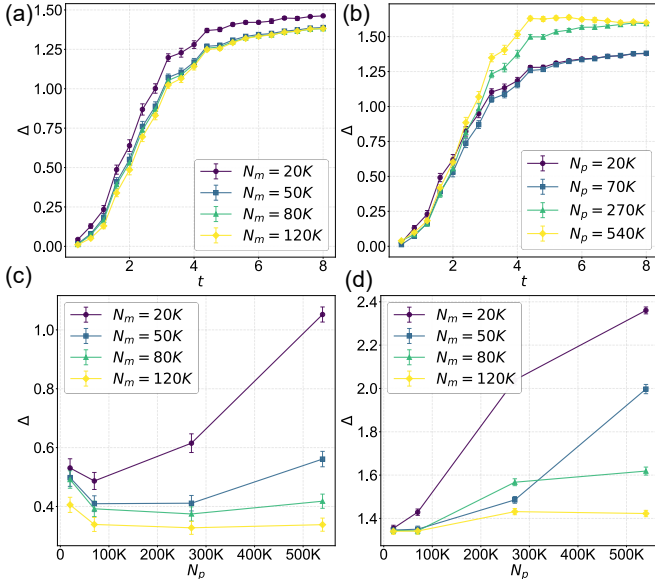 (a)
1.50
1.25
1.00
0.75
0.50
0.25
0.00
Δ
2 4 6 8
t
N_m = 20K
N_m = 50K
N_m = 80K
N_m = 120K
(b)
1.50
1.25
1.00
0.75
0.50
0.25
0.00
Δ
2 4 6 8
t
N_p = 20K
N_p = 70K
N_p = 270K
N_p = 540K
(c)
1.0
0.8
0.6
0.4
Δ
0 100K 200K 300K 400K 500K
N_p
N_m = 20K
N_m = 50K
N_m = 80K
N_m = 120K
(d)
2.4
2.2
2.0
1.8
1.6
1.4
Δ
0 100K 200K 300K 400K 500K
N_p
N_m = 20K
N_m = 50K
N_m = 80K
N_m = 120K